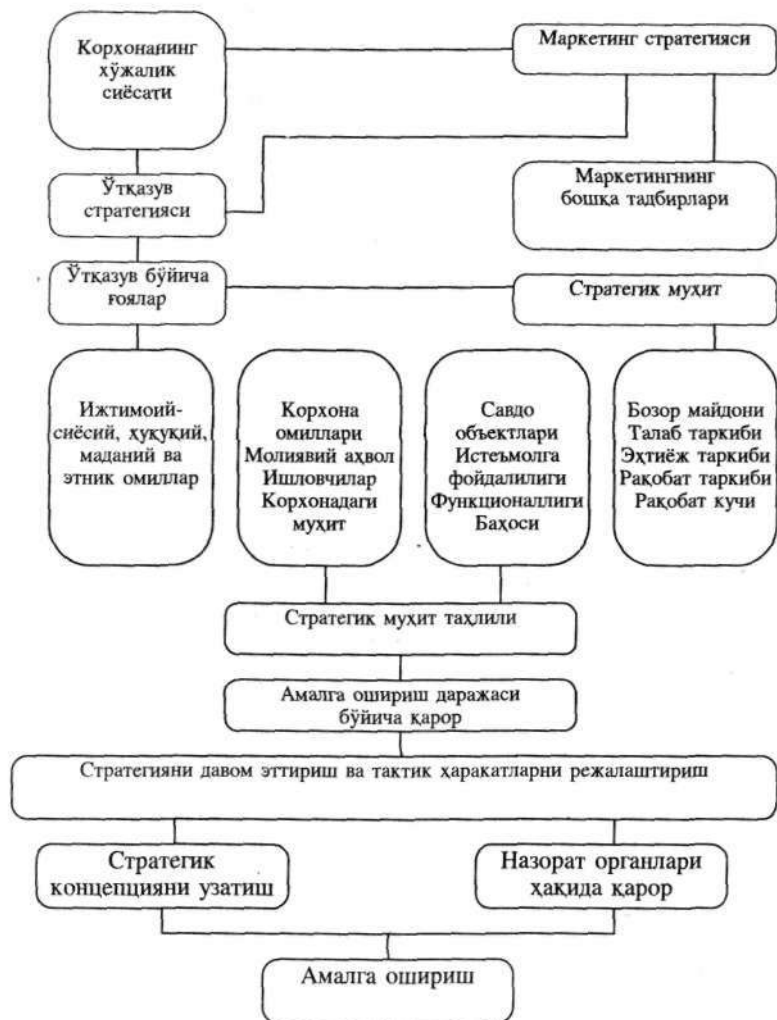 Корхонанинг
хўжалик
сиёсати
Маркетинг стратегияси
Ўтқазув
стратегияси
Маркетингнинг
бошқа тадбирлари
Ўтқазув бўйича
ғоялар
Стратегик муҳит
Ижтимоий-
сиёсий, ҳуқуқий,
маданий ва
этник омиллар
Корхона
омиллари
Молиявий аҳвол
Ишловчилар
Корхонадаги
муҳит
Савдо
объектлари
Истеъмолга
фойдалилиги
Функционаллиги
Баҳоси
Бозор майдони
Талаб таркиби
Эҳтиёж таркиби
Рақобат таркиби
Рақобат кучи
Стратегик муҳит таҳлили
Амалга ошириш даражаси
бўйича қарор
Стратегияни давом эттириш ва тактик ҳаракатларни режалаштириш
Стратегик
концепцияни узатиш
Назорат органлари
ҳақида қарор
Амалга ошириш